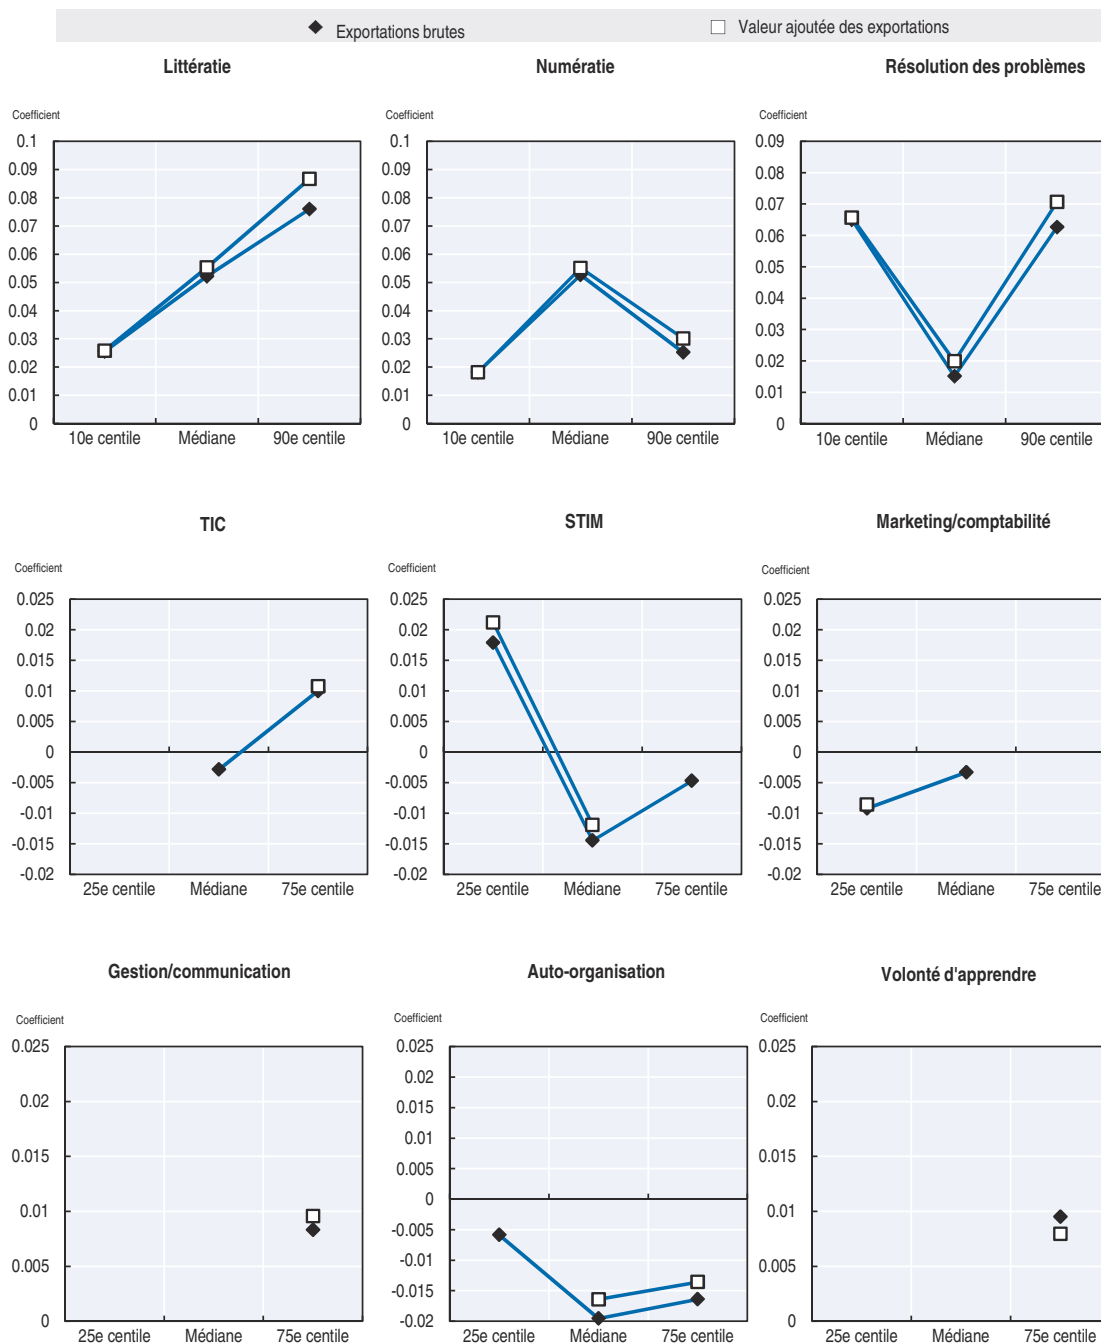 Exportations brutes
Valeur ajoutée des exportations
Littératie
Numératie
Résolution des problèmes
Coefficient
Coefficient
Coefficient
0.1
0.09
0.08
0.07
0.06
0.05
0.04
0.03
0.02
0.01
0
10e centile Médiane 90e centile
0.1
0.09
0.08
0.07
0.06
0.05
0.04
0.03
0.02
0.01
0
10e centile Médiane 90e centile
0.09
0.08
0.07
0.06
0.05
0.04
0.03
0.02
0.01
0
10e centile Médiane 90e centile
TIC
STIM
Marketing/comptabilité
Coefficient
Coefficient
Coefficient
0.025
0.02
0.015
0.01
0.005
0
-0.005
-0.01
-0.015
-0.02
25e centile Médiane 75e centile
0.025
0.02
0.015
0.01
0.005
0
-0.005
-0.01
-0.015
-0.02
25e centile Médiane 75e centile
0.025
0.02
0.015
0.01
0.005
0
-0.005
-0.01
-0.015
-0.02
25e centile Médiane 75e centile
Gestion/communication
Auto-organisation
Volonté d'apprendre
Coefficient
Coefficient
Coefficient
0.025
0.02
0.015
0.01
0.005
0
25e centile Médiane 75e centile
0.025
0.02
0.015
0.01
0.005
0
-0.005
-0.01
-0.015
-0.02
25e centile Médiane 75e centile
0.025
0.02
0.015
0.01
0.005
0
25e centile Médiane 75e centile